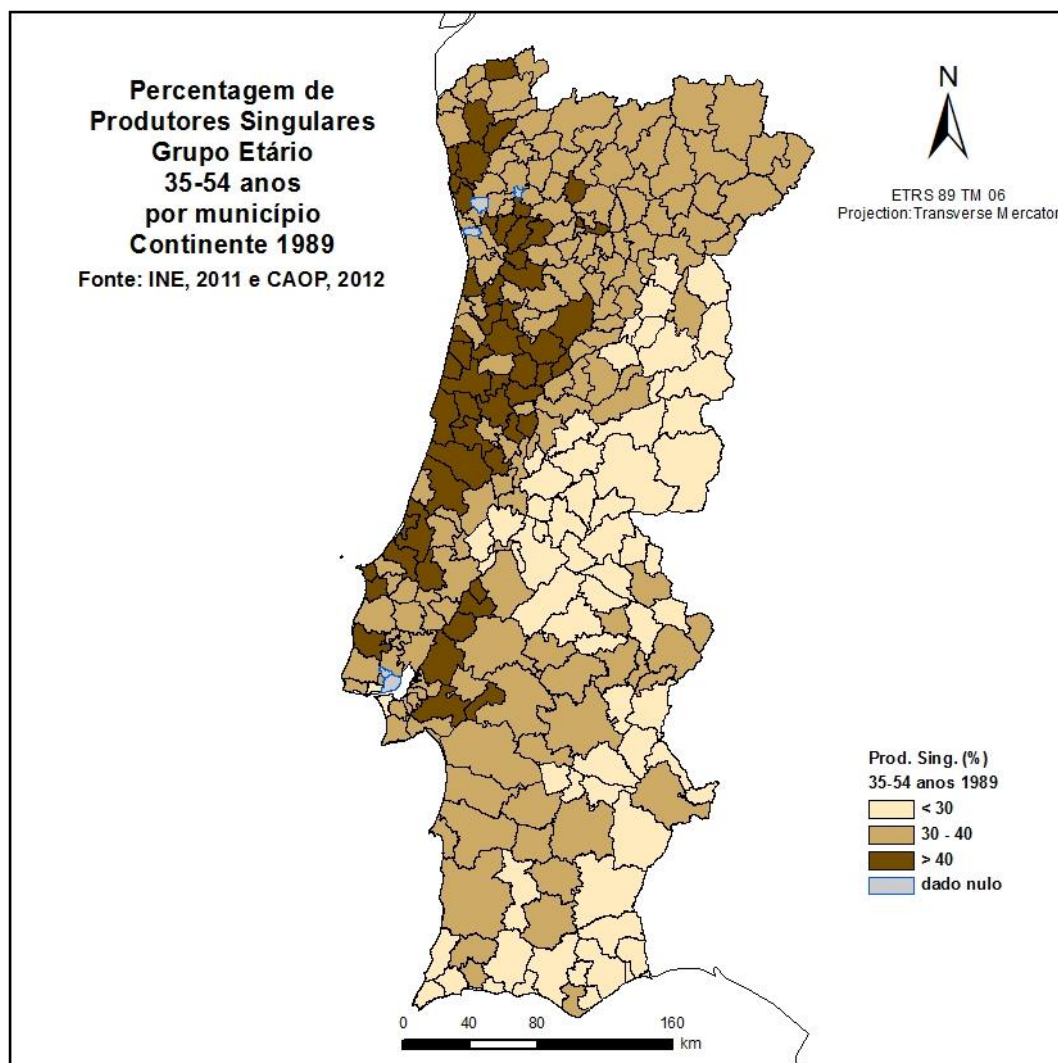 Percentagem de
Produtores Singulares
Grupo Etário
35-54 anos
por município
Continente 1989
Fonte: INE, 2011 e CAOP, 2012
N
ETRS 89 TM 06
Projection:Transverse Mercator
Prod. Sing. (%)
35-54 anos 1989
< 30
30 - 40
> 40
dado nulo
0 40 80 160
km